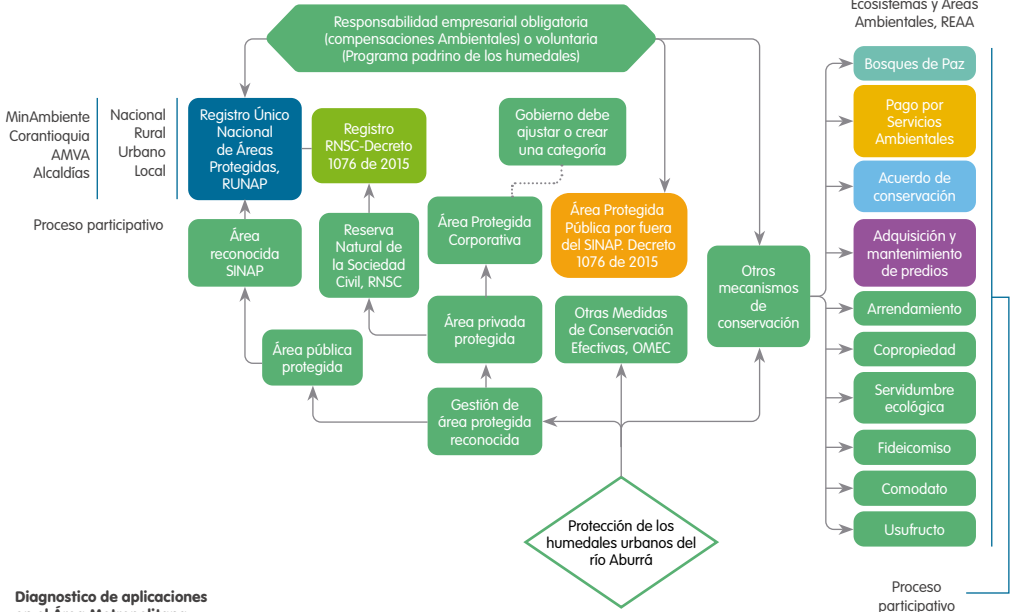 Ecosistemas y Áreas
Ambientales, REAA
Responsabilidad empresarial obligatoria
(compensaciones Ambientales) o voluntaria
(Programa padrino de los humedales)
MinAmbiente
Corantioquia
AMVA
Alcaldías
Nacional
Rural
Urbano
Local
Proceso participativo
Registro Único
Nacional
de Áreas
Protegidas,
RUNAP
Registro
RNSC-Decreto
1076 de 2015
Gobierno debe
ajustar o crear
una categoría
Área
reconocida
SINAP
Reserva
Natural de
la Sociedad
Civil, RNSC
Área Protegida
Corporativa
Área Protegida
Pública por fuera
del SINAP. Decreto
1076 de 2015
Otros
mecanismos
de
conservación
Área pública
protegida
Área privada
protegida
Otras Medidas
de Conservación
Efectivas, OMEC
Gestión de
área protegida
reconocida
Protección de los
humedales urbanos del
río Aburrá
Bosques de Paz
Pago por
Servicios
Ambientales
Acuerdo de
conservación
Adquisición y
mantenimiento
de predios
Arrendamiento
Copropiedad
Servidumbre
ecológica
Fideicomiso
Comodato
Usufructo
Proceso
participativo
Diagnostico de aplicaciones
en el Área Metropolitana